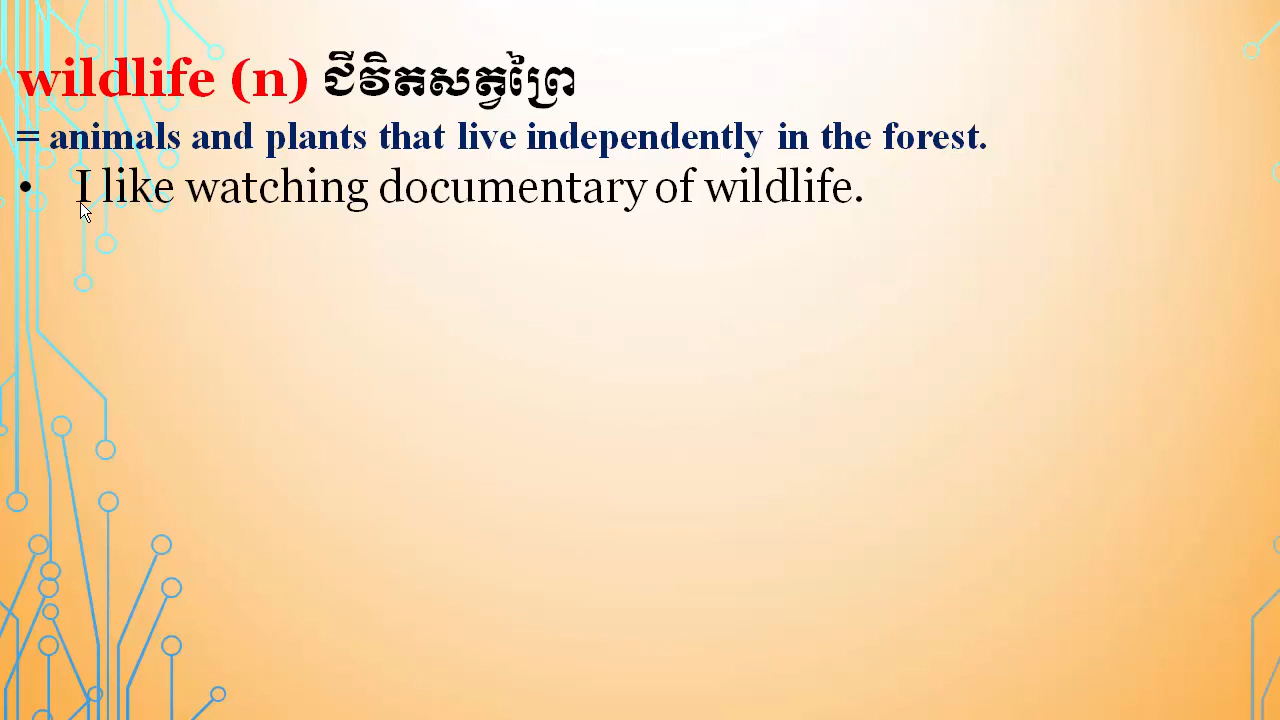 wildlife (n) ជីវិតសត្វព្រៃ
= animals and plants that live independently in the forest.
• I like watching documentary of wildlife.